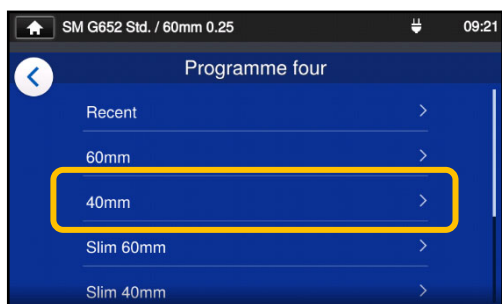 SM G652 Std. / 60mm 0.25 09:21
Programme four
Recent
60mm
40mm
Slim 60mm
Slim 40mm